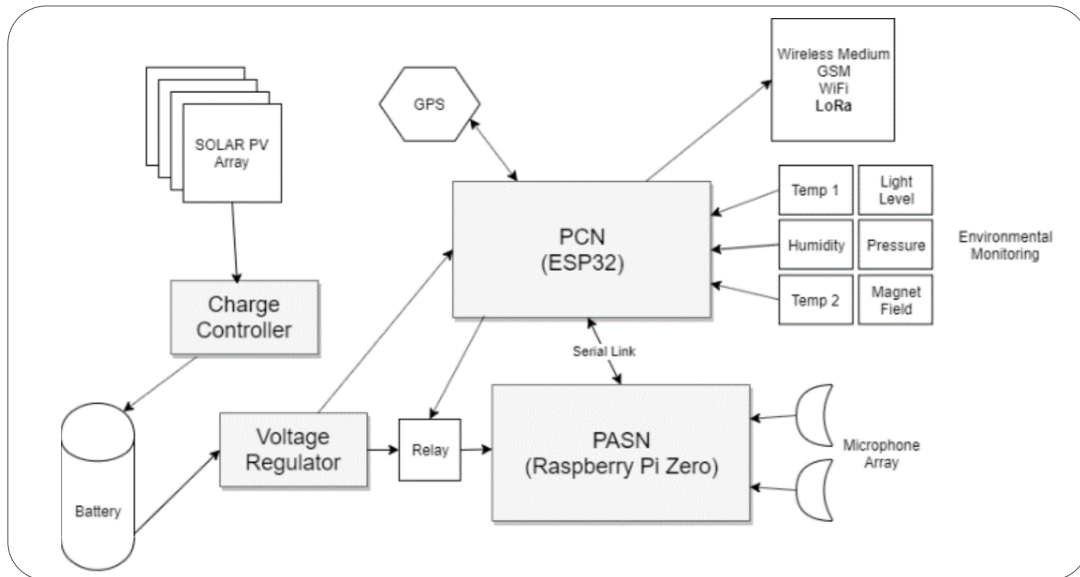 Wireless Medium
GSM
WiFi
LoRa
GPS
SOLAR PV
Array
PCN
(ESP32)
Temp 1
Light
Level
Humidity
Pressure
Environmental
Monitoring
Temp 2
Magnet
Field
Charge
Controller
Serial Link
Voltage
Regulator
Relay
PASN
(Raspberry Pi Zero)
Microphone
Array
Battery